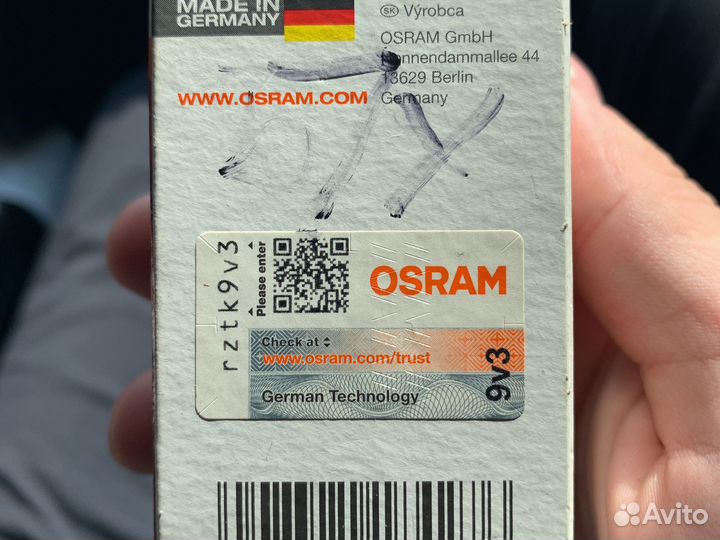 MADE IN
GERMANY
SK Výrobca
OSRAM GmbH
Nonnendammallee 44
13629 Berlin
Germany
WWW.OSRAM.COM
rztk9v3
Please enter
OSRAM
Check at
www.osram.com/trust
German Technology
9v3
Avito